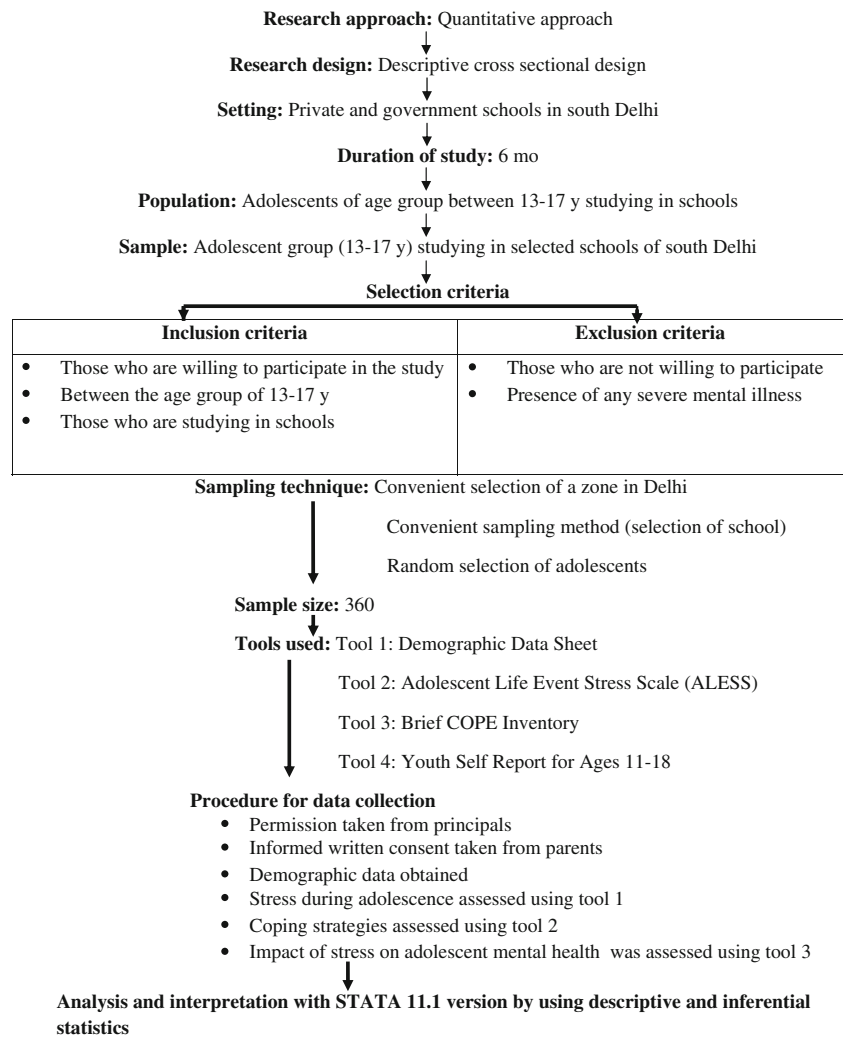 Research approach: Quantitative approach
Research design: Descriptive cross sectional design
Setting: Private and government schools in south Delhi
Duration of study: 6 mo
Population: Adolescents of age group between 13-17 y studying in schools
Sample: Adolescent group (13-17 y) studying in selected schools of south Delhi
Selection criteria
Inclusion criteria
• Those who are willing to participate in the study
• Between the age group of 13-17 y
• Those who are studying in schools
Exclusion criteria
• Those who are not willing to participate
• Presence of any severe mental illness
Sampling technique: Convenient selection of a zone in Delhi
Convenient sampling method (selection of school)
Random selection of adolescents
Sample size: 360
Tools used: Tool 1: Demographic Data Sheet
Tool 2: Adolescent Life Event Stress Scale (ALESS)
Tool 3: Brief COPE Inventory
Tool 4: Youth Self Report for Ages 11-18
Procedure for data collection
• Permission taken from principals
• Informed written consent taken from parents
• Demographic data obtained
• Stress during adolescence assessed using tool 1
• Coping strategies assessed using tool 2
• Impact of stress on adolescent mental health was assessed using tool 3
Analysis and interpretation with STATA 11.1 version by using descriptive and inferential
statistics